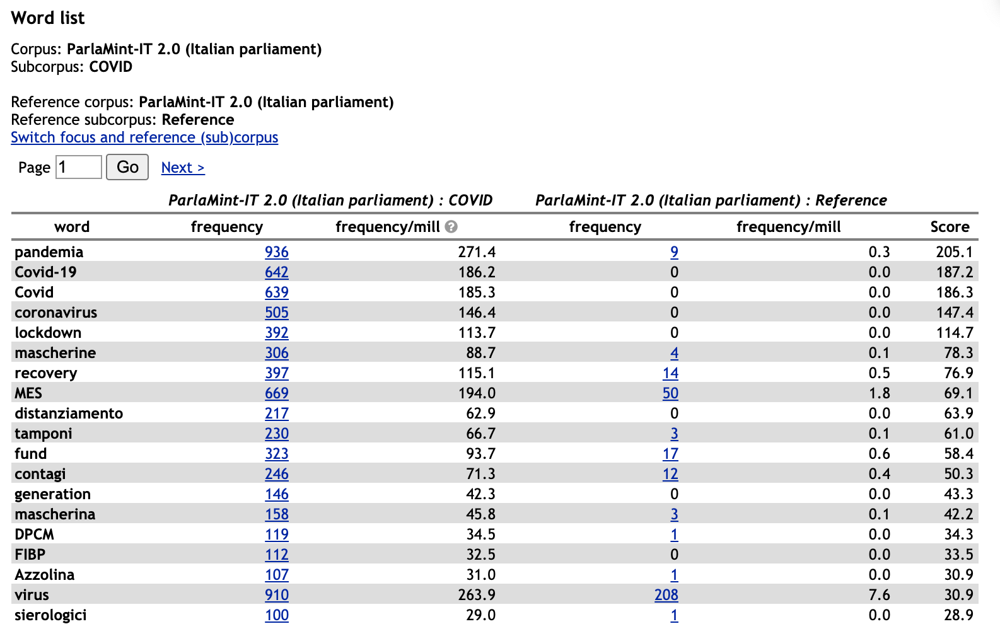 Word list
Corpus: ParlaMint-IT 2.0 (Italian parliament)
Subcorpus: COVID
Reference corpus: ParlaMint-IT 2.0 (Italian parliament)
Reference subcorpus: Reference
Switch focus and reference (sub)corpus
Page 1 Go Next >
ParlaMint-IT 2.0 (Italian parliament) : COVID ParlaMint-IT 2.0 (Italian parliament) : Reference
word frequency frequency/mill ? frequency frequency/mill Score
pandemia 936 271.4 9 0.3 205.1
Covid-19 642 186.2 0 0.0 187.2
Covid 639 185.3 0 0.0 186.3
coronavirus 505 146.4 0 0.0 147.4
lockdown 392 113.7 0 0.0 114.7
mascherine 306 88.7 4 0.1 78.3
recovery 397 115.1 14 0.5 76.9
MES 669 194.0 50 1.8 69.1
distanziamento 217 62.9 0 0.0 63.9
tamponi 230 66.7 3 0.1 61.0
fund 323 93.7 17 0.6 58.4
contagi 246 71.3 12 0.4 50.3
generation 146 42.3 0 0.0 43.3
mascherina 158 45.8 3 0.1 42.2
DPCM 119 34.5 1 0.0 34.3
FIBP 112 32.5 0 0.0 33.5
Azzolina 107 31.0 1 0.0 30.9
virus 910 263.9 208 7.6 30.9
sierologici 100 29.0 1 0.0 28.9